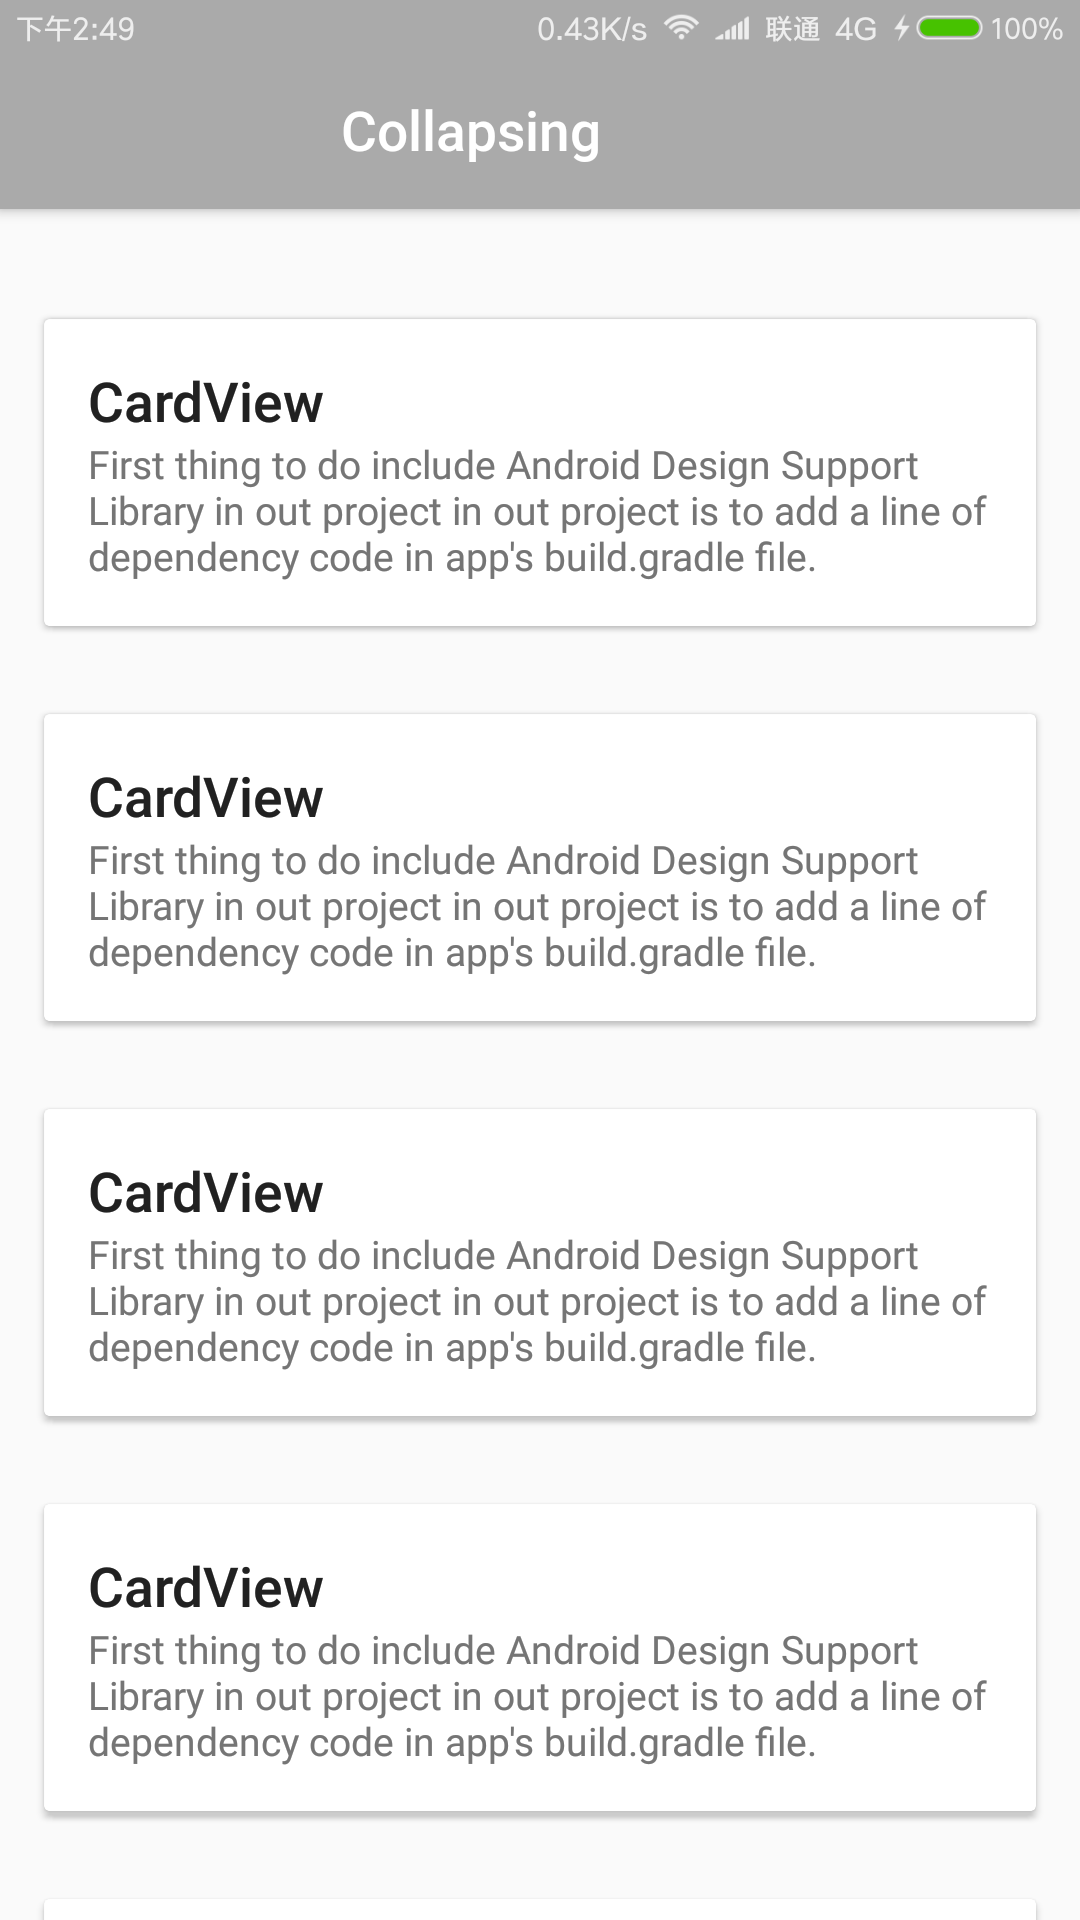 下午2:49 0.43K/s 联通 4G 100%
Collapsing
CardView
First thing to do include Android Design Support
Library in out project in out project is to add a line of
dependency code in app's build.gradle file.
CardView
First thing to do include Android Design Support
Library in out project in out project is to add a line of
dependency code in app's build.gradle file.
CardView
First thing to do include Android Design Support
Library in out project in out project is to add a line of
dependency code in app's build.gradle file.
CardView
First thing to do include Android Design Support
Library in out project in out project is to add a line of
dependency code in app's build.gradle file.